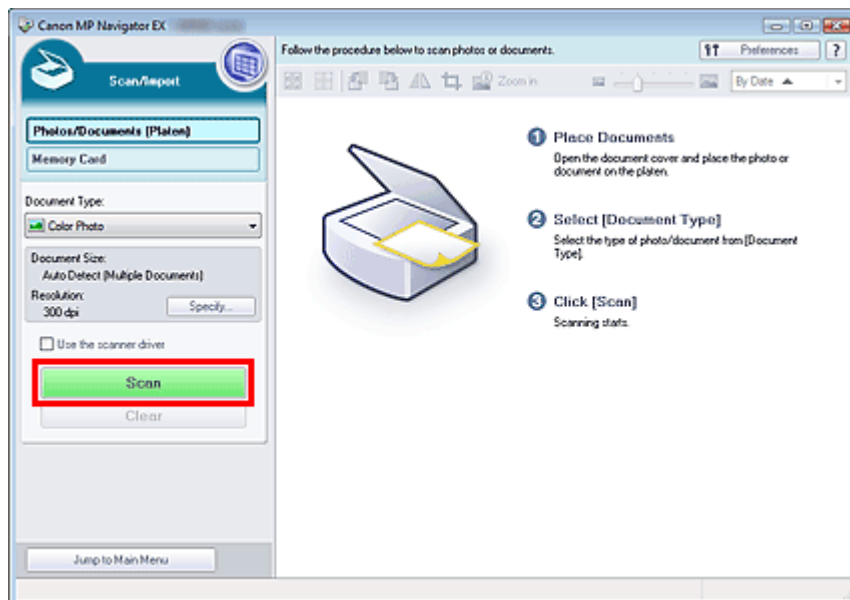 Canon MP Navigator EX
Scan/Import
Photos/Documents (Platen)
Memory Card
Document Type:
Color Photo
Document Size:
Auto Detect (Multiple Documents)
Resolution:
300 dpi
Specify...
Use the scanner driver
Scan
Clear
Jump to Main Menu
Follow the procedure below to scan photos or documents.
Preferences
?
Zoom in
By Date
1 Place Documents
Open the document cover and place the photo or
document on the platen.
2 Select [Document Type]
Select the type of photo/document from [Document
Type].
3 Click [Scan]
Scanning starts.